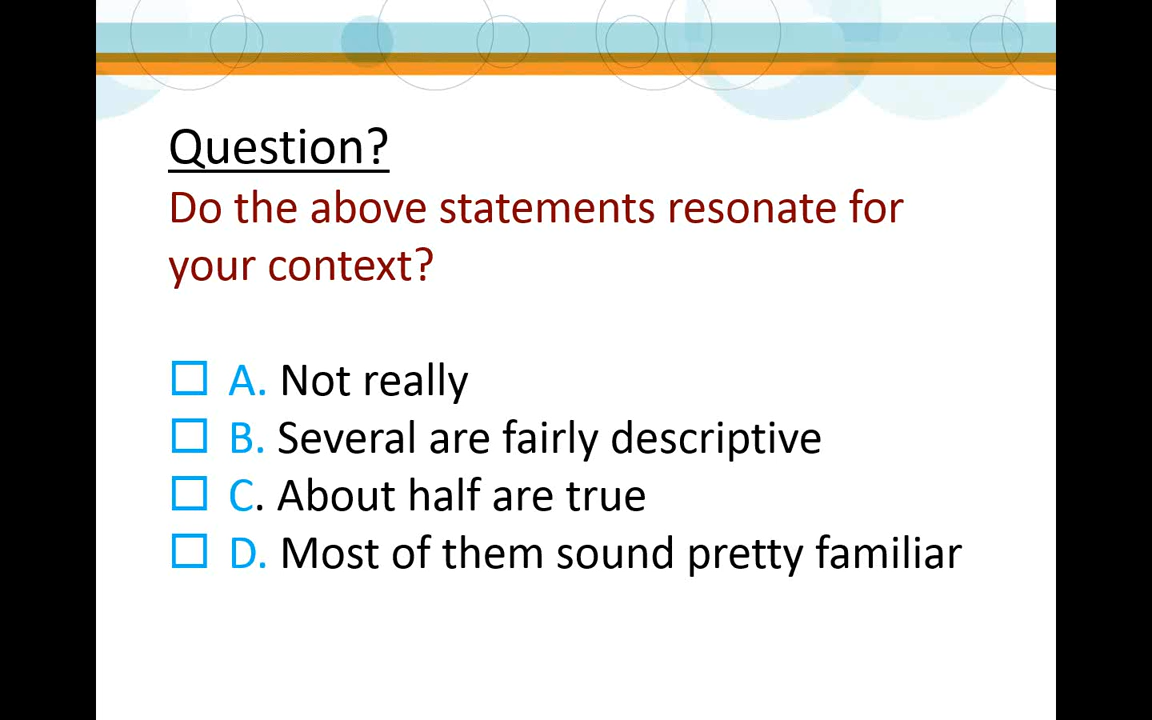 Question?
Do the above statements resonate for
your context?
A. Not really
B. Several are fairly descriptive
C. About half are true
D. Most of them sound pretty familiar